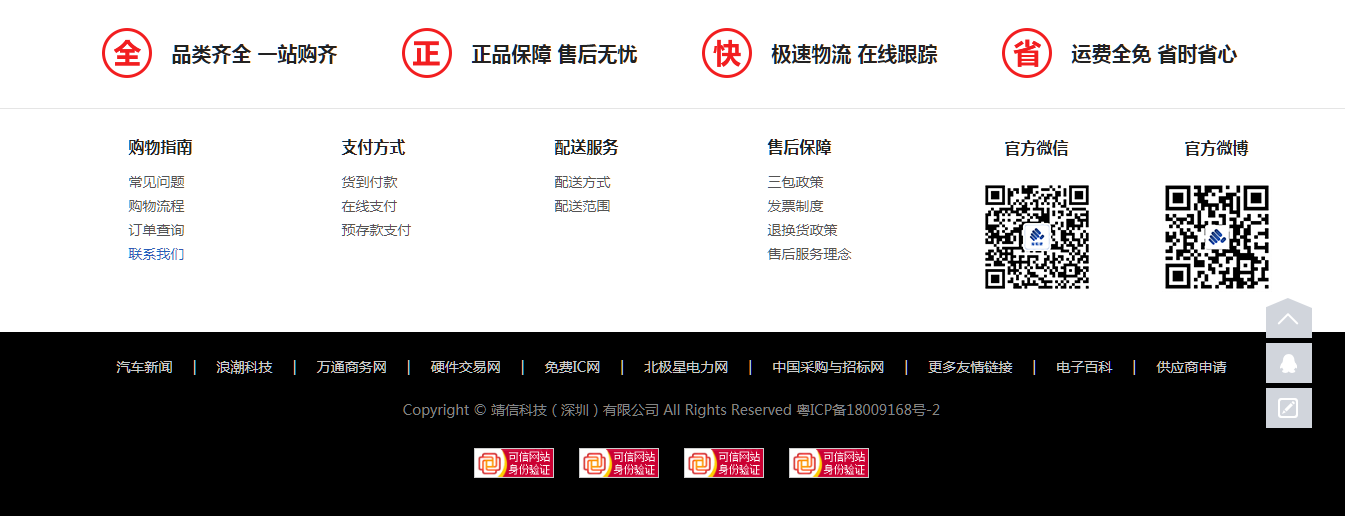 全 品类齐全 一站购齐
正 正品保障 售后无忧
快 极速物流 在线跟踪
省 运费全免 省时省心
购物指南
常见问题
购物流程
订单查询
联系我们
支付方式
货到付款
在线支付
预存款支付
配送服务
配送方式
配送范围
售后保障
三包政策
发票制度
退换货政策
售后服务理念
官方微信
官方微博
汽车新闻 | 浪潮科技 | 万通商务网 | 硬件交易网 | 免费IC网 | 北极星电力网 | 中国采购与招标网 | 更多友情链接 | 电子百科 | 供应商申请
Copyright © 靖信科技（深圳）有限公司 All Rights Reserved 粤ICP备18009168号-2
可信网站
身份验证
可信网站
身份验证
可信网站
身份验证
可信网站
身份验证